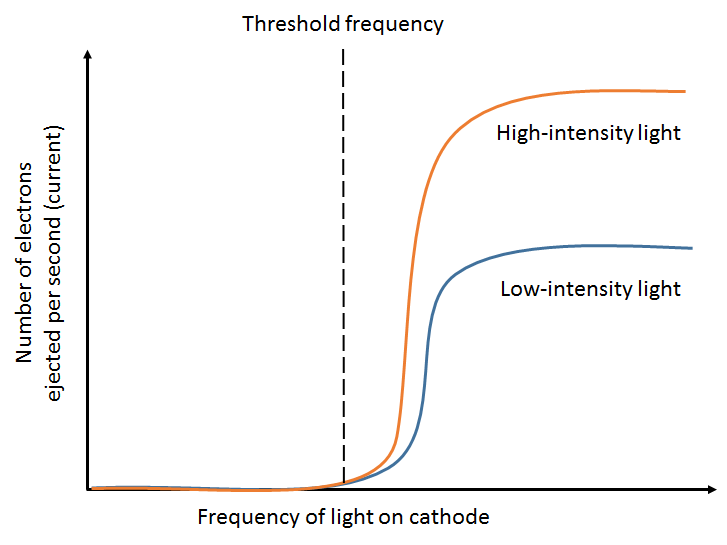 Threshold frequency
High-intensity light
Number of electrons
ejected per second (current)
Low-intensity light
Frequency of light on cathode